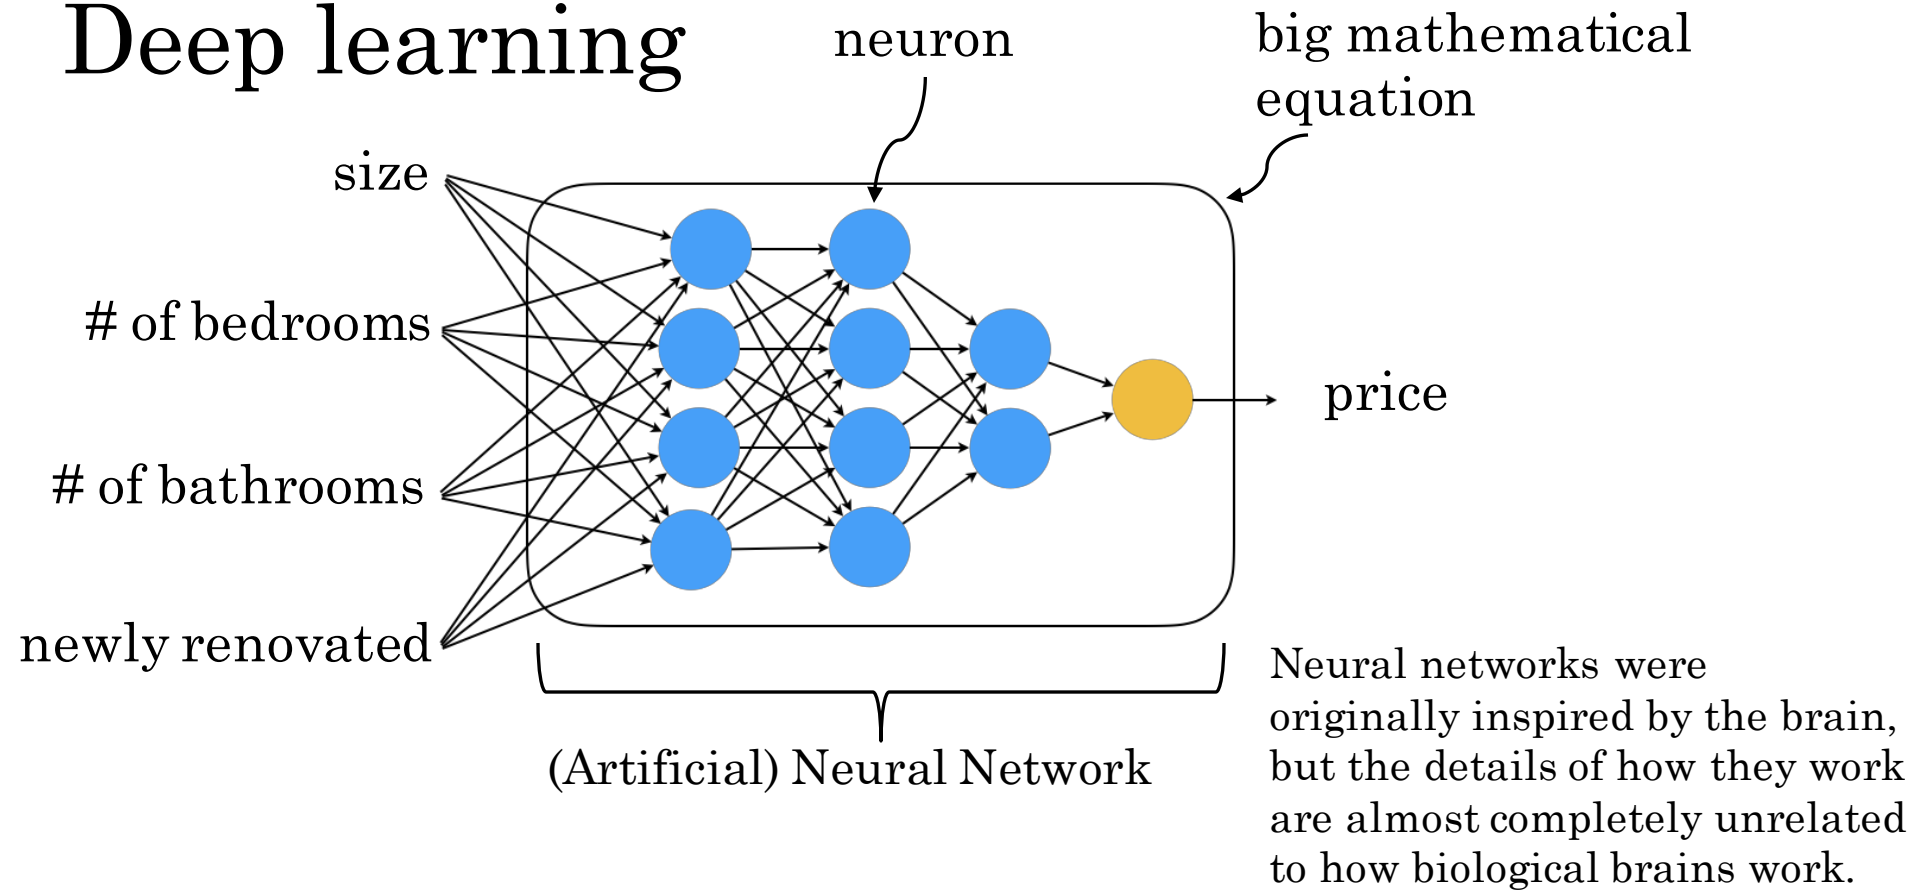 Deep learning
neuron
big mathematical
equation
size
# of bedrooms
# of bathrooms
newly renovated
price
(Artificial) Neural Network
Neural networks were
originally inspired by the brain,
but the details of how they work
are almost completely unrelated
to how biological brains work.